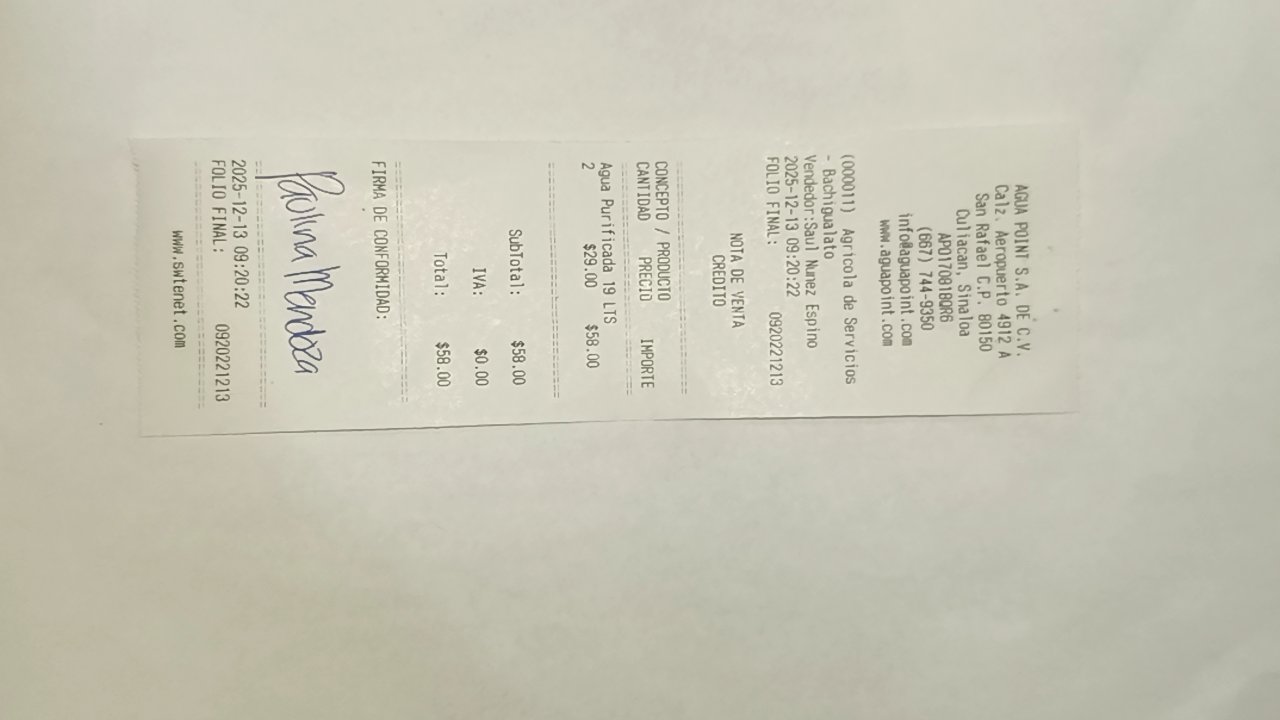 AGUA POINT S.A. DE C.V.
Calz. Aeropuerto 4912 A
San Rafael C.P. 80150
Culiacan, Sinaloa
APO170818QR6
(667) 744-9350
info@aguapoint.com
www.aguapoint.com
(000011) Agricola de Servicios
- Bachigualato
Vendedor:Saul Nunez Espino
2025-12-13 09:20:22
FOLIO FINAL: 0920221213
NOTA DE VENTA
CREDITO
CONCEPTO / PRODUCTO
CANTIDAD PRECIO IMPORTE
Agua Purificada 19 LTS
2 $29.00 $58.00
SubTotal: $58.00
IVA: $0.00
Total: $58.00
FIRMA DE CONFORMIDAD:
Paolina Mendoza
2025-12-13 09:20:22
FOLIO FINAL: 0920221213
www.swtenet.com